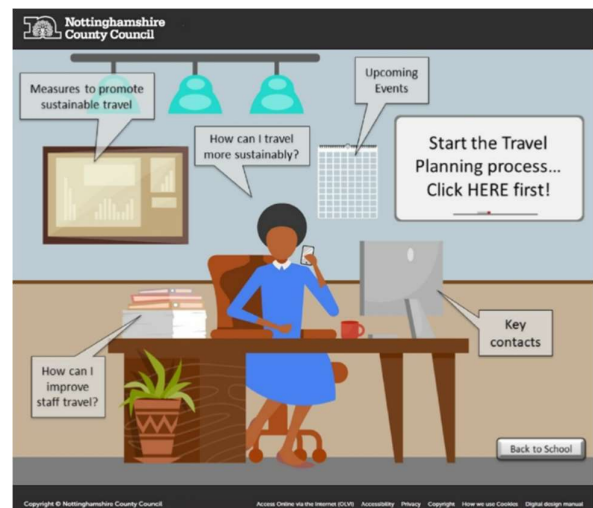 Nottinghamshire
County Council
Measures to promote
sustainable travel
Upcoming
Events
How can I travel
more sustainably?
Start the Travel
Planning process...
Click HERE first!
Key
contacts
How can I
improve
staff travel?
Back to School
Copyright © Nottinghamshire County Council
Access Online via the Internet (OLVI) Accessibility Privacy Copyright How we use Cookies Digital design manual